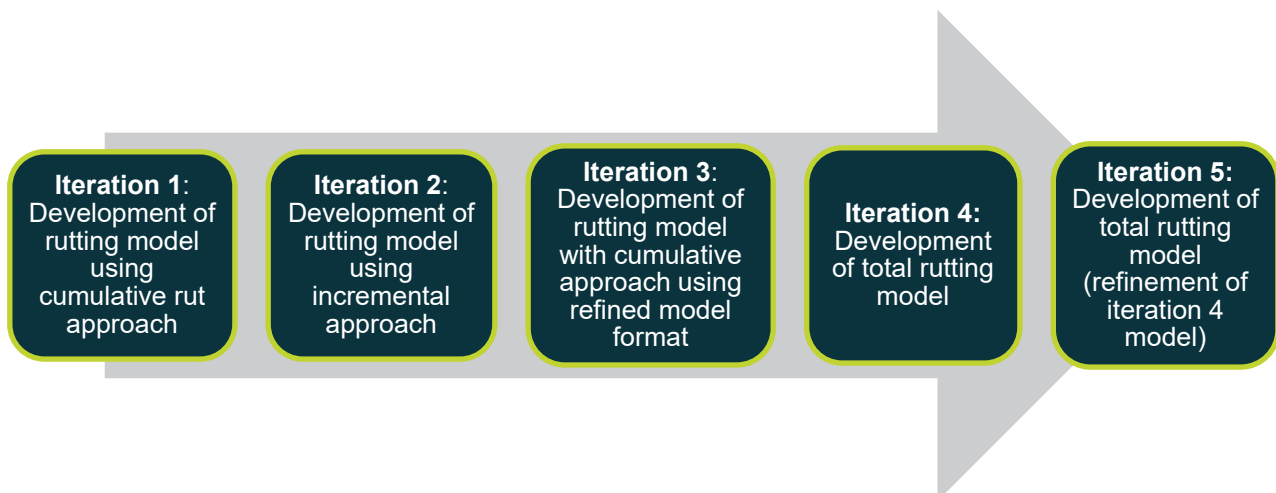 Iteration 1:
Development of
rutting model
using
cumulative rut
approach
Iteration 2:
Development of
rutting model
using
incremental
approach
Iteration 3:
Development of
rutting model
with cumulative
approach using
refined model
format
Iteration 4:
Development
of total rutting
model
Iteration 5:
Development of
total rutting
model
(refinement of
iteration 4
model)